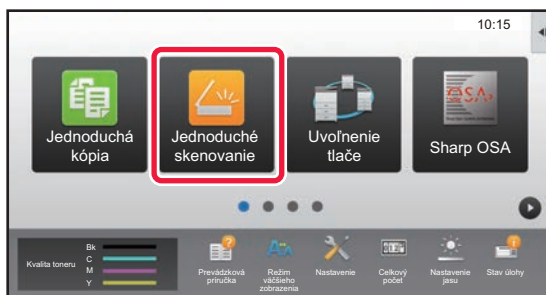 10:15
Jednoduchá
kópia
Jednoduché
skenovanie
Uvoľnenie
tlače
OSA
Sharp OSA
Kvalita toneru
Bk
C
M
Y
Prevádzková
príručka
Režim
väčšieho
zobrazenia
Nastavenie
Celkový
počet
Nastavenie
jasu
Stav úlohy